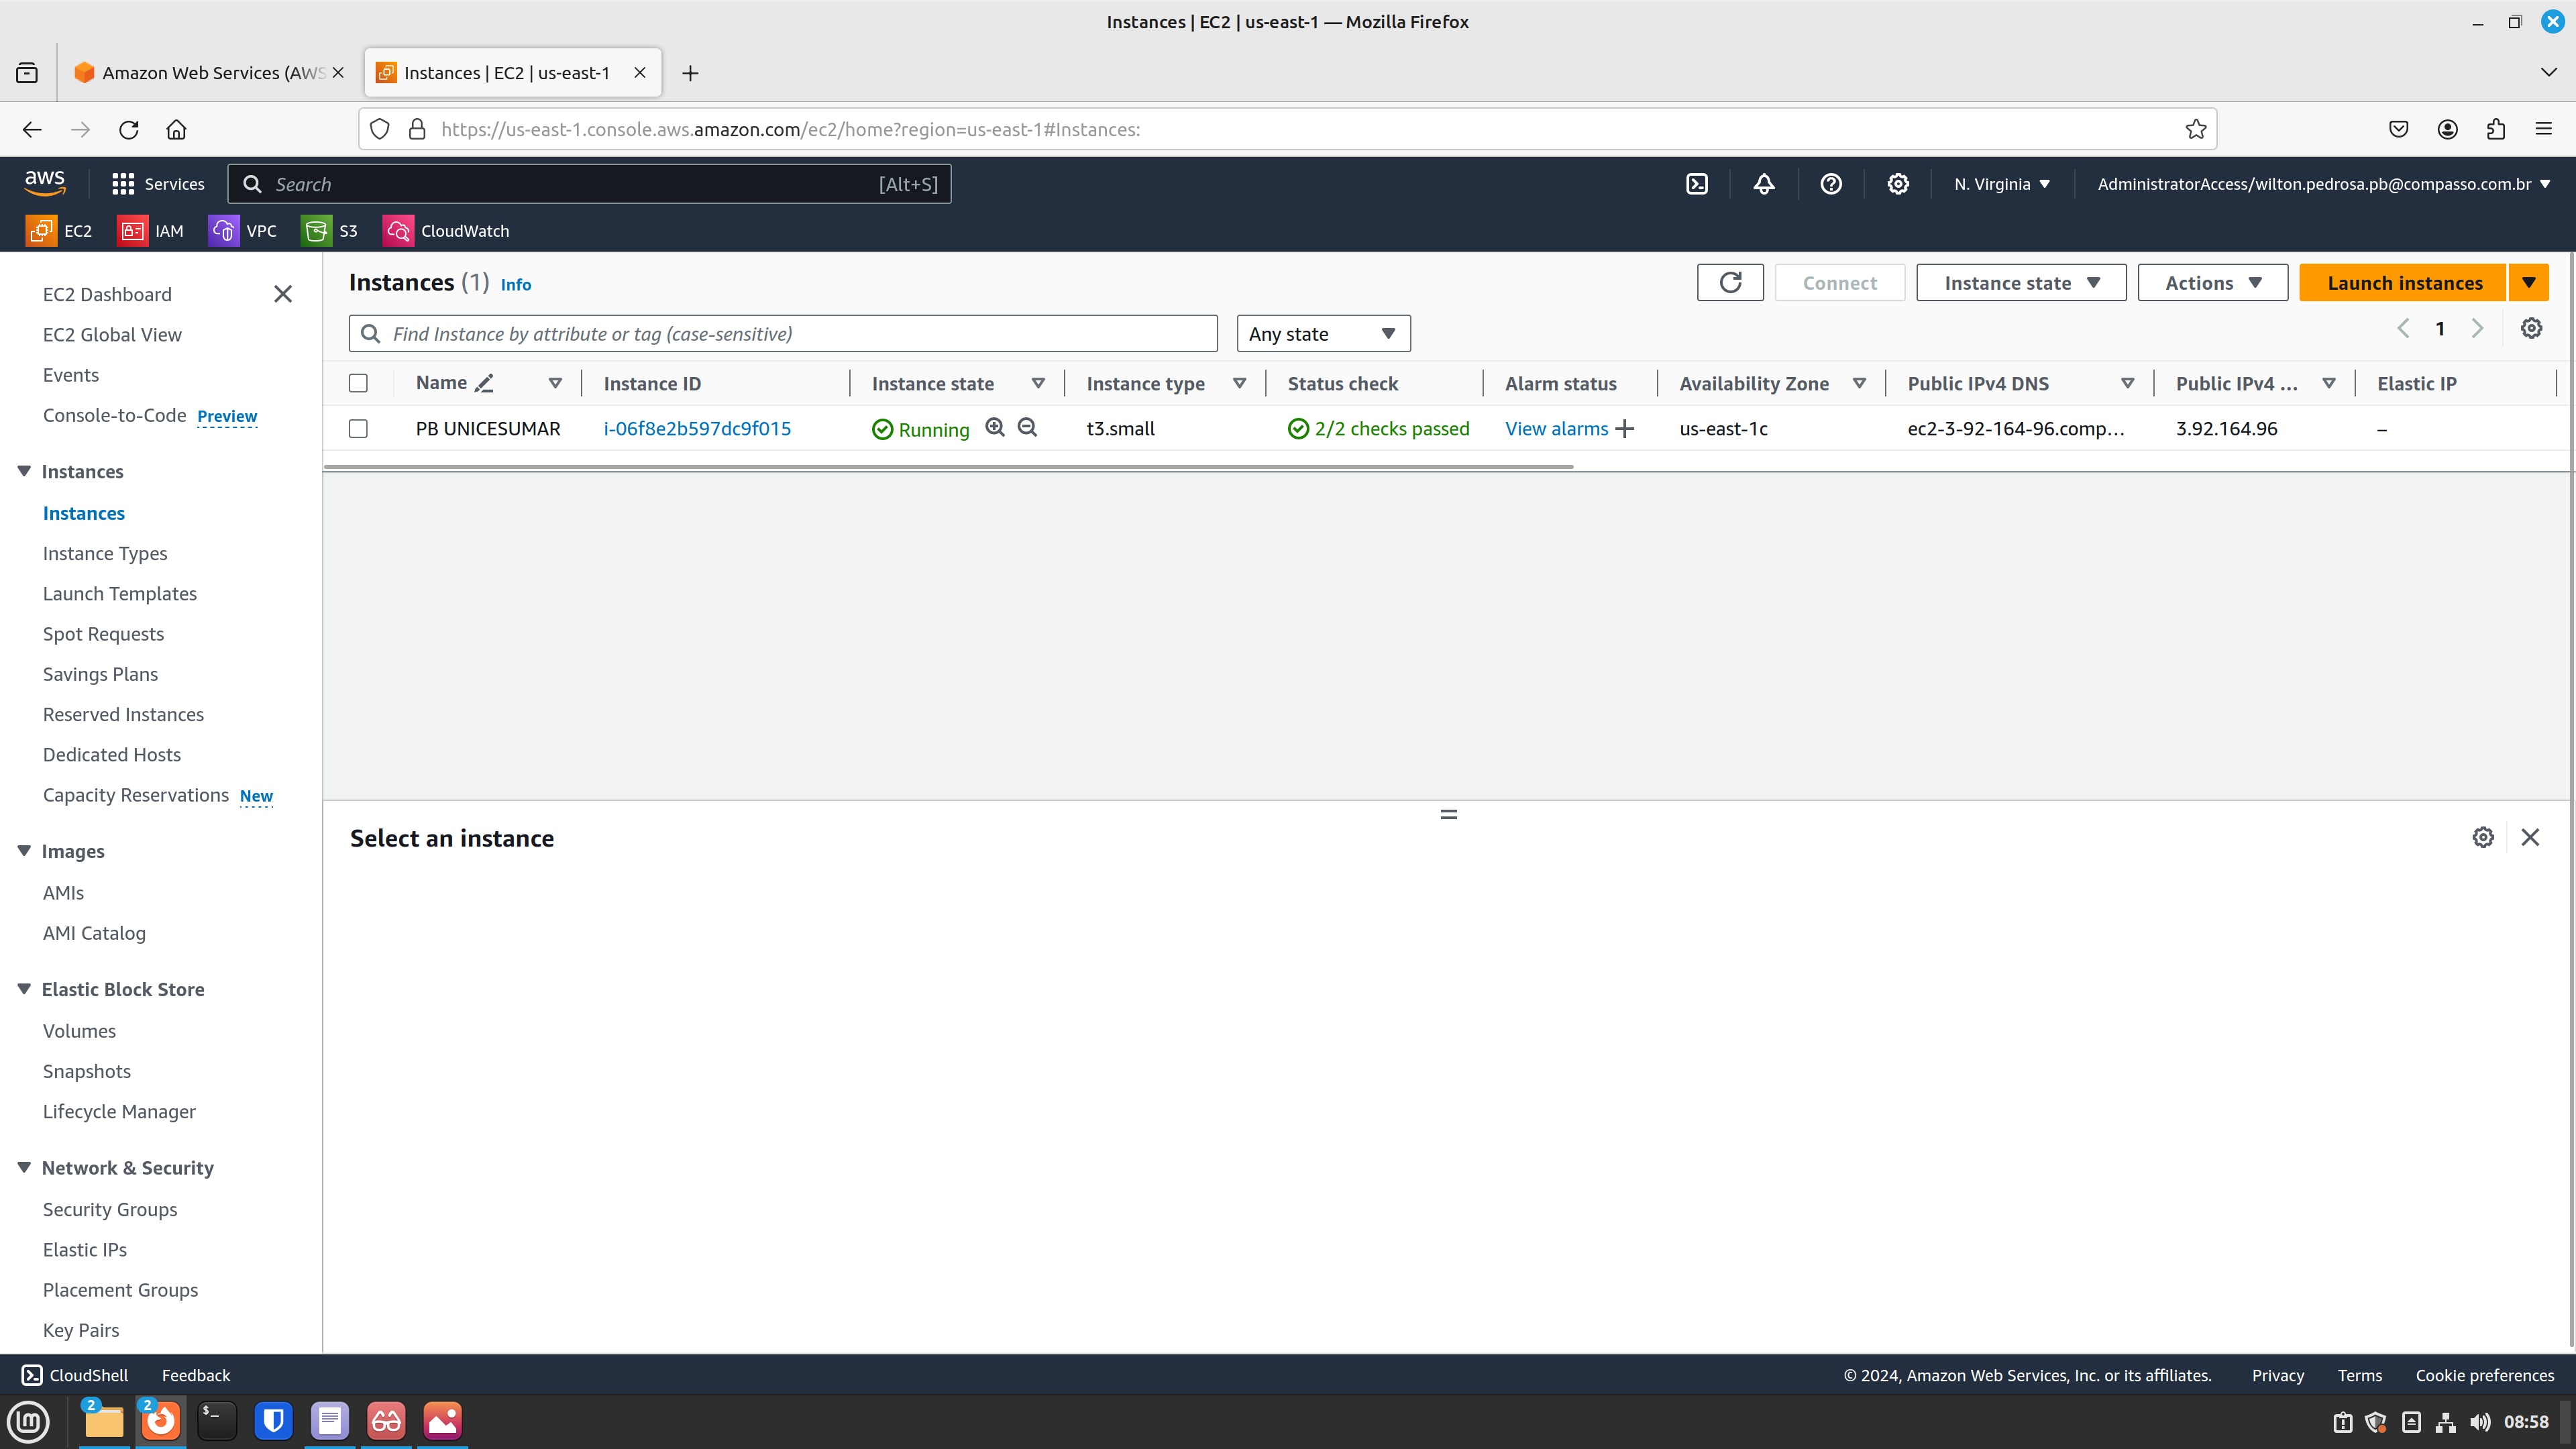 Instances | EC2 | us-east-1 — Mozilla Firefox
Amazon Web Services (AWS
Instances | EC2 | us-east-1
https://us-east-1.console.aws.amazon.com/ec2/home?region=us-east-1#Instances:
aws Services Search [Alt+S] N. Virginia AdministratorAccess/wilton.pedrosa.pb@compasso.com.br
EC2 IAM VPC S3 CloudWatch
EC2 Dashboard
EC2 Global View
Events
Console-to-Code Preview
Instances
Instances
Instance Types
Launch Templates
Spot Requests
Savings Plans
Reserved Instances
Dedicated Hosts
Capacity Reservations New
Images
AMIs
AMI Catalog
Elastic Block Store
Volumes
Snapshots
Lifecycle Manager
Network & Security
Security Groups
Elastic IPs
Placement Groups
Key Pairs
Instances (1) Info Connect Instance state Actions Launch instances
Find Instance by attribute or tag (case-sensitive) Any state 1
Name Instance ID Instance state Instance type Status check Alarm status Availability Zone Public IPv4 DNS Public IPv4 ... Elastic IP
PB UNICESUMAR i-06f8e2b597dc9f015 Running t3.small 2/2 checks passed View alarms us-east-1c ec2-3-92-164-96.comp... 3.92.164.96 –
Select an instance
CloudShell Feedback © 2024, Amazon Web Services, Inc. or its affiliates. Privacy Terms Cookie preferences
2 2 $_ 08:58